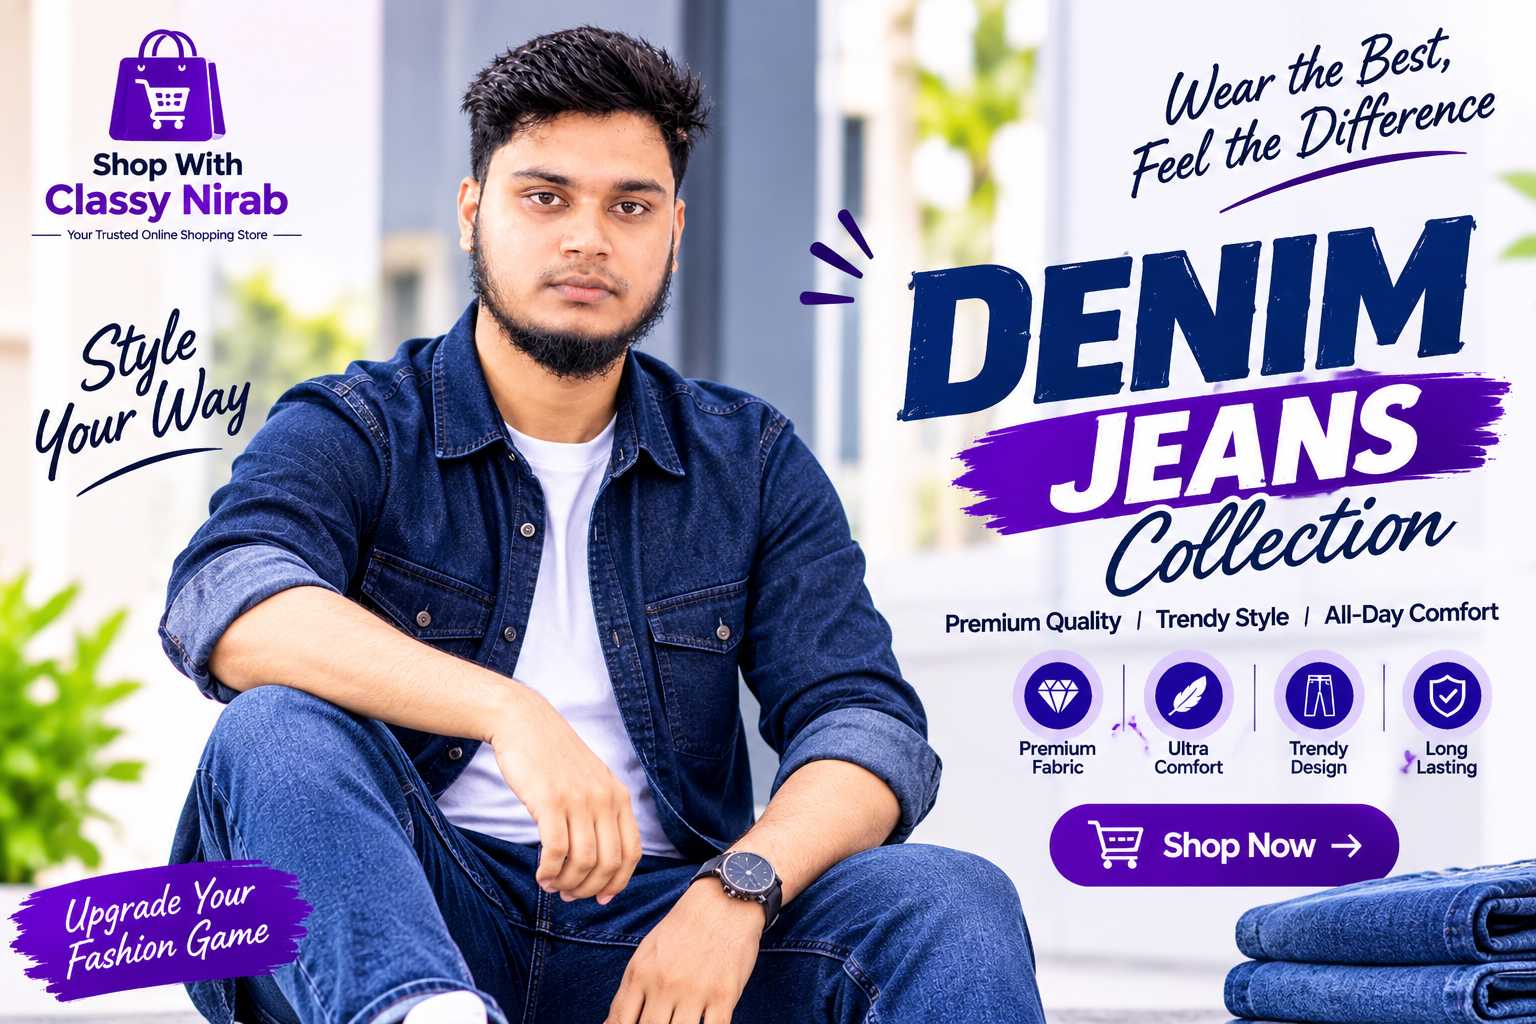 Shop With
Classy Nirab
Your Trusted Online Shopping Store
Style
Your Way
Upgrade Your
Fashion Game
Wear the Best,
Feel the Difference
DENIM
JEANS
Collection
Premium Quality / Trendy Style / All-Day Comfort
Premium
Fabric
Ultra
Comfort
Trendy
Design
Long
Lasting
Shop Now →